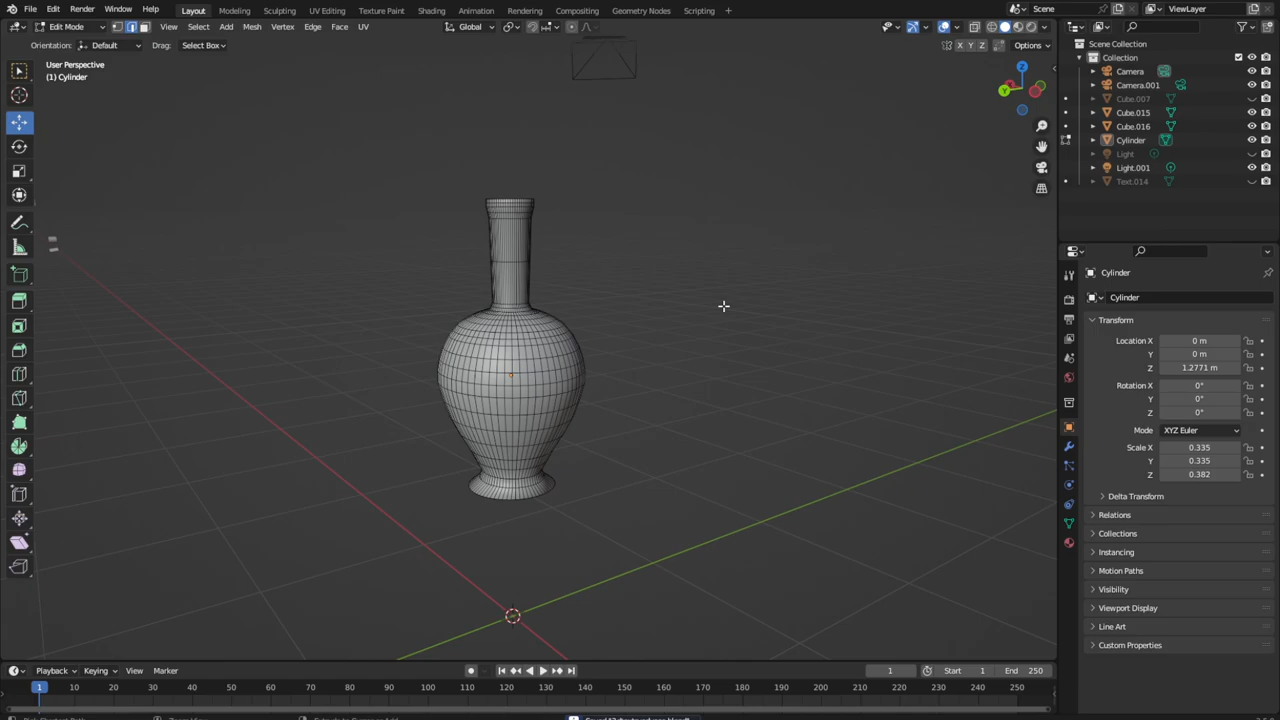 File Edit Render Window Help Layout Modeling Sculpting UV Editing Texture Paint Shading Animation Rendering Compositing Geometry Nodes Scripting + Scene ViewLayer
Edit Mode View Select Add Mesh Vertex Edge Face UV Global
Orientation: Default Drag: Select Box X Y Z Options
User Perspective
(1) Cylinder
Z
Y
Scene Collection
Collection
Camera
Camera.001
Cube.007
Cube.015
Cube.016
Cylinder
Light
Light.001
Text.014
Cylinder
Cylinder
Transform
Location X 0 m
Y 0 m
Z 1.2771 m
Rotation X 0°
Y 0°
Z 0°
Mode XYZ Euler
Scale X 0.335
Y 0.335
Z 0.382
Delta Transform
Relations
Collections
Instancing
Motion Paths
Visibility
Viewport Display
Line Art
Custom Properties
Playback Keying View Marker 1 Start 1 End 250
1 10 20 30 40 50 60 70 80 90 100 110 120 130 140 150 160 170 180 190 200 210 220 230 240 250